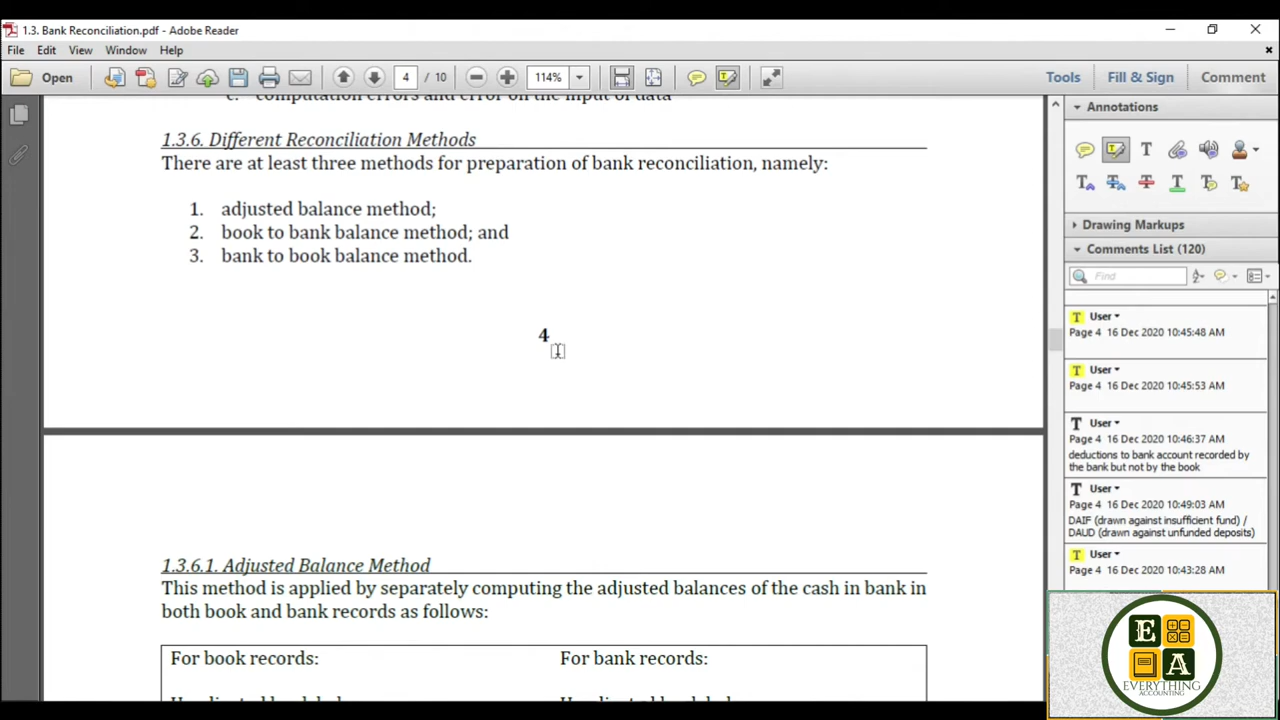 1.3. Bank Reconciliation.pdf - Adobe Reader
File Edit View Window Help
Open 4 / 10 114% Tools Fill & Sign Comment
c. computation errors and error on the input of data
1.3.6. Different Reconciliation Methods
There are at least three methods for preparation of bank reconciliation, namely:
1. adjusted balance method;
2. book to bank balance method; and
3. bank to book balance method.
4
1.3.6.1. Adjusted Balance Method
This method is applied by separately computing the adjusted balances of the cash in bank in
both book and bank records as follows:
For book records: For bank records:
Annotations
Drawing Markups
Comments List (120)
Find
User
Page 4 16 Dec 2020 10:45:48 AM
User
Page 4 16 Dec 2020 10:45:53 AM
User
Page 4 16 Dec 2020 10:46:37 AM
deductions to bank account recorded by
the bank but not by the book
User
Page 4 16 Dec 2020 10:49:03 AM
DAIF (drawn against insufficient fund) /
DAUD (drawn against unfunded deposits)
User
Page 4 16 Dec 2020 10:43:28 AM
E
A
EVERYTHING
ACCOUNTING